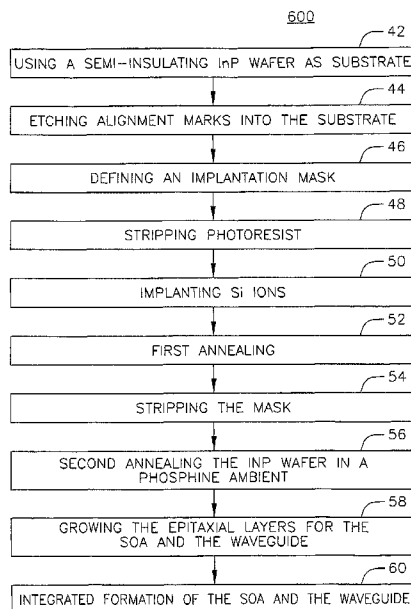 600
42
USING A SEMI-INSULATING InP WAFER AS SUBSTRATE
44
ETCHING ALIGNMENT MARKS INTO THE SUBSTRATE
46
DEFINING AN IMPLANTATION MASK
48
STRIPPING PHOTORESIST
50
IMPLANTING Si IONS
52
FIRST ANNEALING
54
STRIPPING THE MASK
56
SECOND ANNEALING THE INP WAFER IN A
PHOSPHINE AMBIENT
58
GROWING THE EPITAXIAL LAYERS FOR THE
SOA AND THE WAVEGUIDE
60
INTEGRATED FORMATION OF THE SOA AND THE WAVEGUIDE